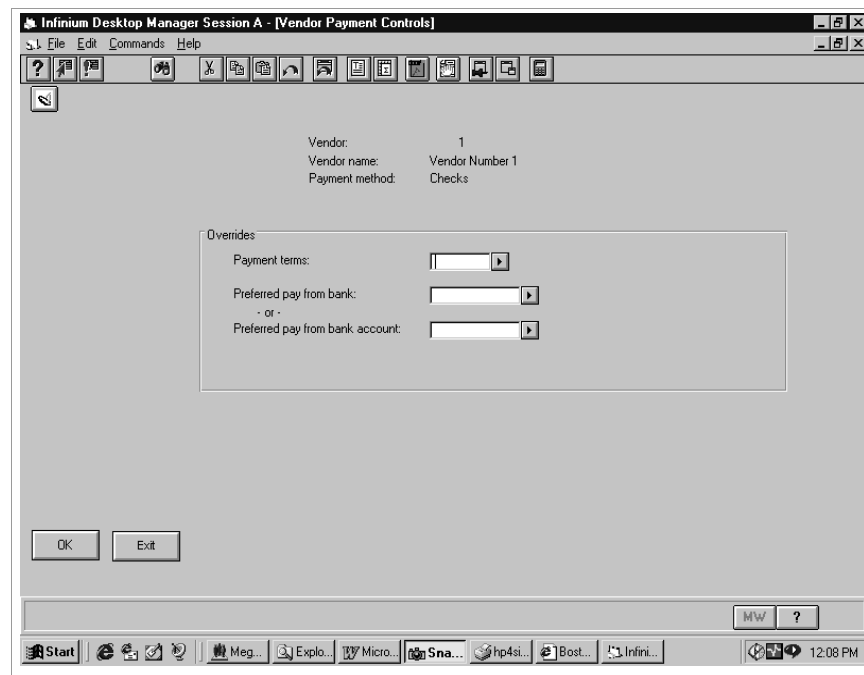 Infinium Desktop Manager Session A - [Vendor Payment Controls]
File Edit Commands Help
Vendor: 1
Vendor name: Vendor Number 1
Payment method: Checks
Overrides
Payment terms:
Preferred pay from bank:
- or -
Preferred pay from bank account:
OK Exit
MW ?
Start Meg... Explo... Micro... Sna... hp4si... Bost... Infini... 12:08 PM